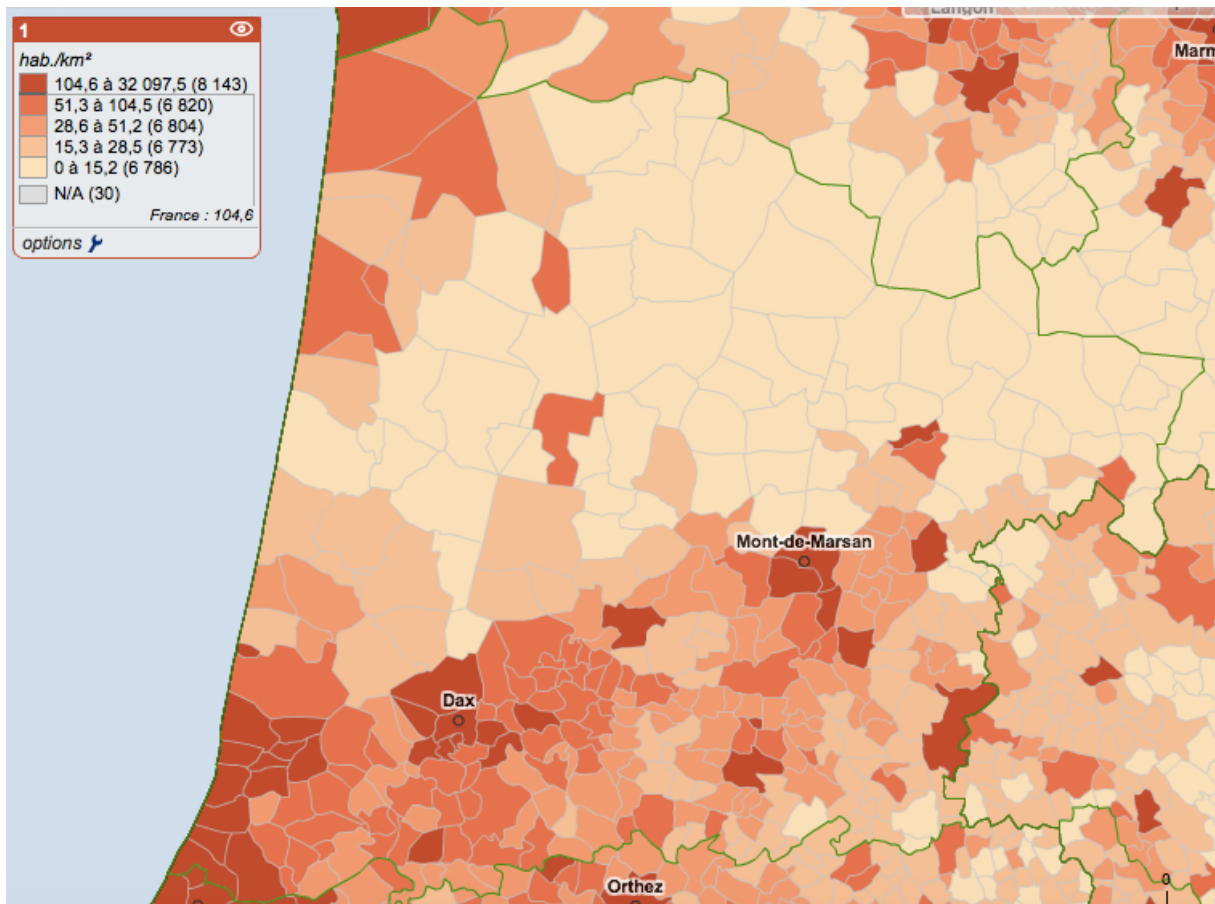 1
hab./km²
104,6 à 32 097,5 (8 143)
51,3 à 104,5 (6 820)
28,6 à 51,2 (6 804)
15,3 à 28,5 (6 773)
0 à 15,2 (6 786)
N/A (30)
France : 104,6
options
Langon
Marm
Mont-de-Marsan
Dax
Orthez
0